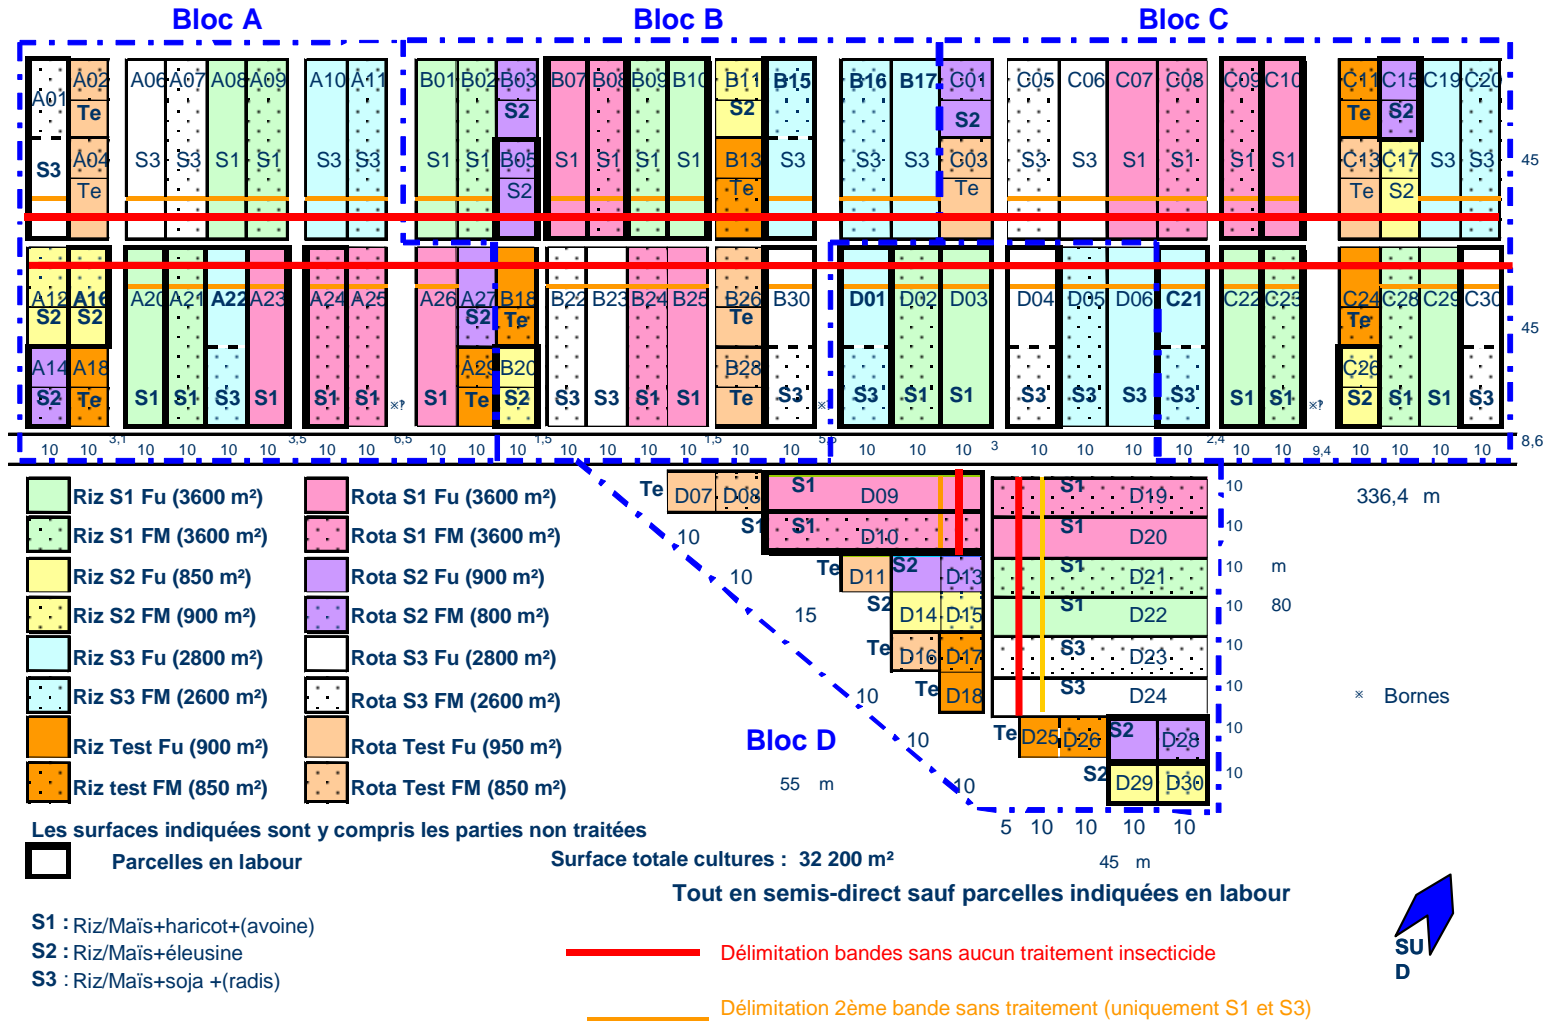 Bloc A Bloc B Bloc C
A01 A02 A06 A07 A08 A09 A10 A11 B01 B02 B03 B07 B08 B09 B10 B11 B15 B16 B17 C01 C05 C06 C07 C08 C09 C10 C11 C15 C19 C20
Te S2 S2 S2 Te S2
S3 A04 S3 S3 S1 S1 S3 S3 S1 S1 B05 S1 S1 S1 S1 B13 S3 S3 S3 C03 S3 S3 S1 S1 S1 S1 C13 C17 S3 S3 45
Te S2 Te Te Te S2
A12 A16 A20 A21 A22 A23 A24 A25 A26 A27 B18 B22 B23 B24 B25 B26 B30 D01 D02 D03 D04 D05 D06 C21 C22 C25 C24 C28 C29 C30
S2 S2 S2 Te Te Te 45
A14 A18 A29 B20 B28 C26
S2 Te S1 S1 S3 S1 S1 S1 ※? S1 Te S2 S3 S3 S1 S1 Te S3 ※? S3 S1 S1 S3 S3 S3 S3 S1 S1 ※? S2 S1 S1 S3
10 10 3,1 10 10 10 10 3,5 10 10 6,5 10 10 10 1,5 10 10 10 10 1,5 10 10 10 10 10 3 10 10 10 10 2,4 10 10 9,4 10 10 10 10 8,6
Riz S1 Fu (3600 m²) Rota S1 Fu (3600 m²)
Riz S1 FM (3600 m²) Rota S1 FM (3600 m²)
Riz S2 Fu (850 m²) Rota S2 Fu (900 m²)
Riz S2 FM (900 m²) Rota S2 FM (800 m²)
Riz S3 Fu (2800 m²) Rota S3 Fu (2800 m²)
Riz S3 FM (2600 m²) Rota S3 FM (2600 m²)
Riz Test Fu (900 m²) Rota Test Fu (950 m²)
Riz test FM (850 m²) Rota Test FM (850 m²)
Te D07 D08 S1 D09 S1 D19 10 336,4 m
S1 S1 D10 S1 D20 10
10
Te D11 S2 D13 S1 D21 10 m
10
S2 D14 D15 S1 D22 10 80
15
Te D16 D17 S3 D23 10
Te D18 S3 D24 10 ※ Bornes
10
Te D25 D26 S2 D28 10
Bloc D 10
S2 D29 D30 10
55 m 10
5 10 10 10 10
45 m
Les surfaces indiquées sont y compris les parties non traitées
Parcelles en labour
Surface totale cultures : 32 200 m²
Tout en semis-direct sauf parcelles indiquées en labour
S1 : Riz/Maïs+haricot+(avoine)
S2 : Riz/Maïs+éleusine
S3 : Riz/Maïs+soja +(radis)
Délimitation bandes sans aucun traitement insecticide
Délimitation 2ème bande sans traitement (uniquement S1 et S3)
SU
D